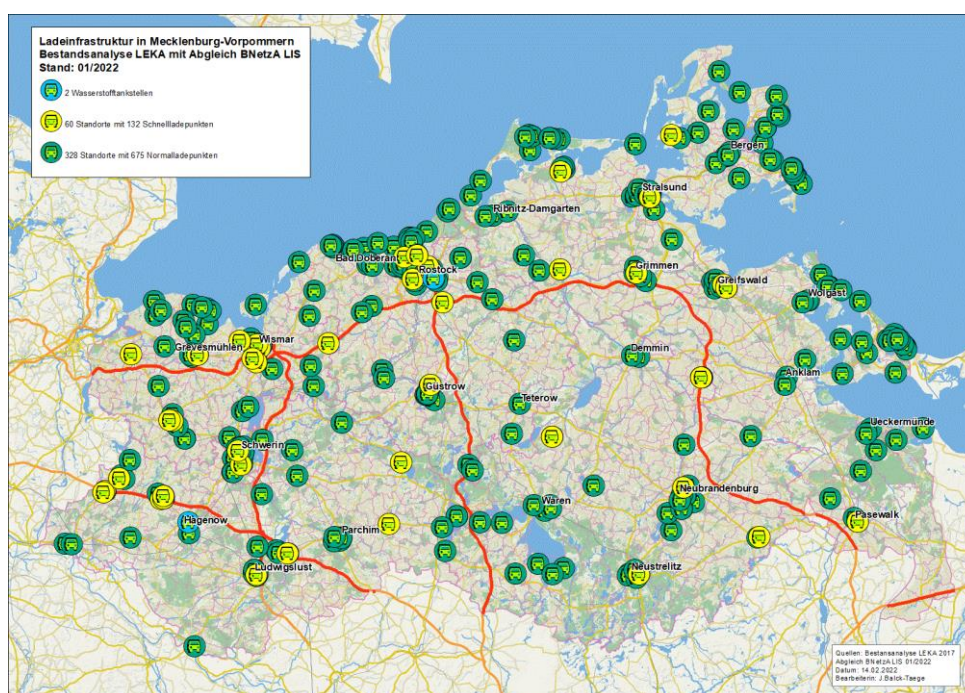 Ladeinfrastruktur in Mecklenburg-Vorpommern
Bestandsanalyse LEKA mit Abgleich BNetzA LIS
Stand: 01/2022
2 Wasserstofftankstellen
60 Standorte mit 132 Schnellladepunkten
328 Standorte mit 675 Normalladepunkten
Bergen
Stralsund
Ribnitz-Damgarten
Bad Doberan
Rostock
Grimmen
Greifswald
Wolgast
Wismar
Grevesmühlen
Demmin
Anklam
Güstrow
Teterow
Ueckermünde
Schwerin
Neubrandenburg
Waren
Hagenow
Parchim
Pasewalk
Ludwigslust
Neustrelitz
Quellen: Bestansanalyse LEKA 2017
Abgleich BNetzA LIS 01/2022
Datum: 14.02.2022
Bearbeiterin: J.Balck-Taege